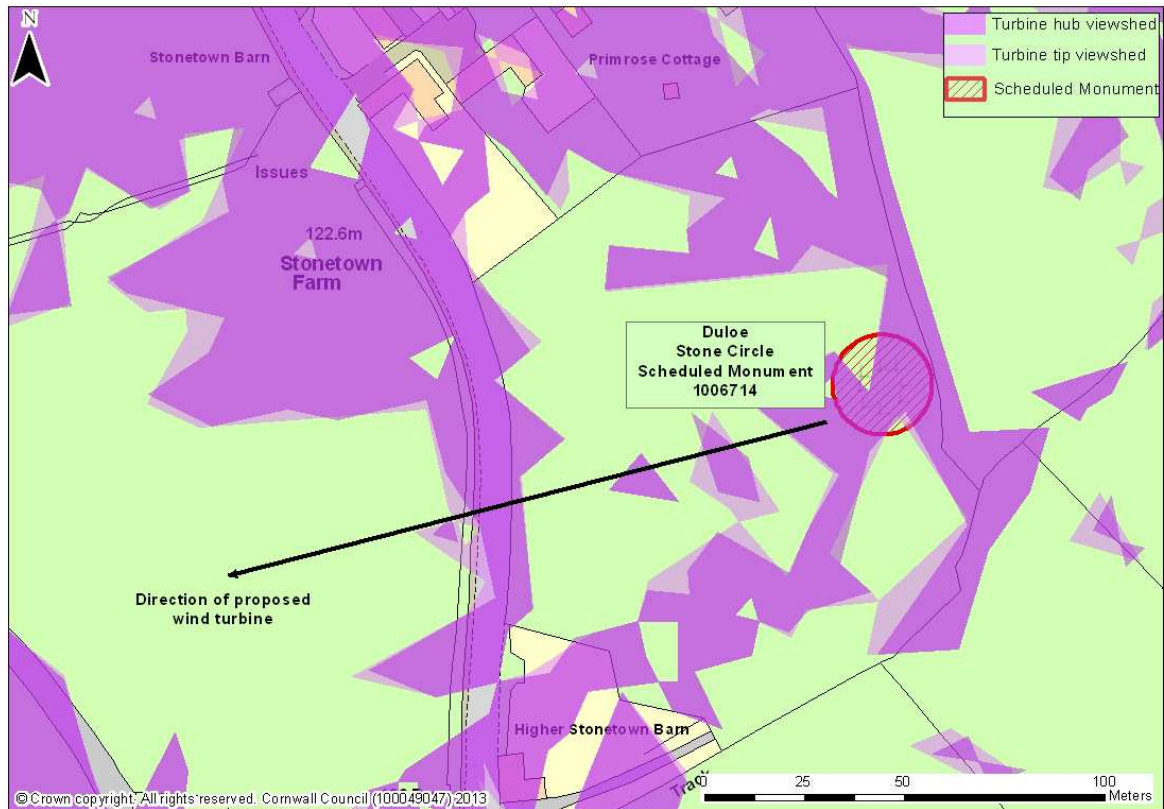 N
Turbine hub viewshed
Turbine tip viewshed
Scheduled Monument
Stonetown Barn
Primrose Cottage
Issues
122.6m
Stonetown
Farm
Duloe
Stone Circle
Scheduled Monument
1006714
Direction of proposed
wind turbine
Higher Stonetown Barn
Track
0 25 50 100
Meters
© Crown copyright. All rights reserved. Cornwall Council (100049047) 2013